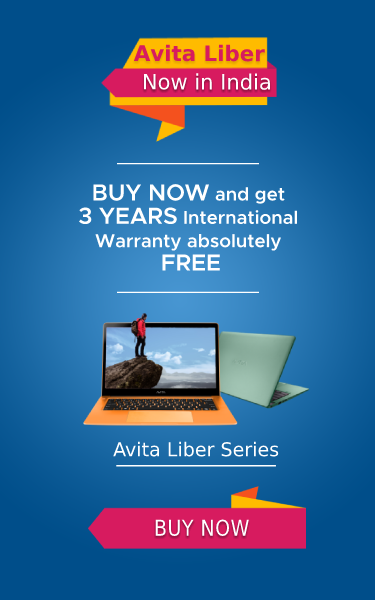 Avita Liber
Now in India
BUY NOW and get
3 YEARS International
Warranty absolutely
FREE
Avita Liber Series
BUY NOW